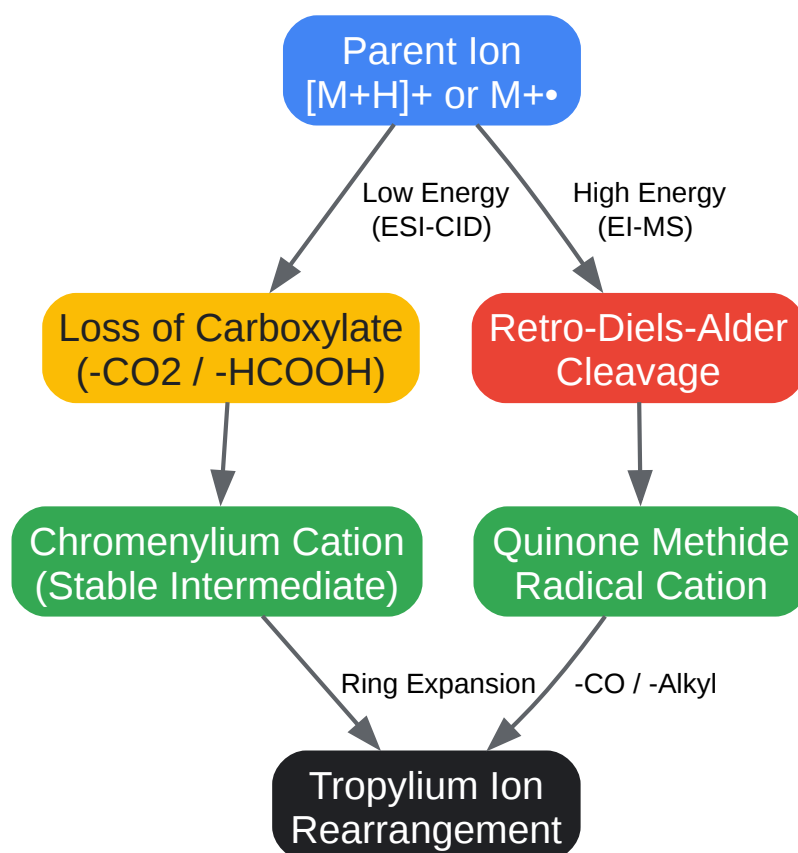 Parent Ion
[M+H]+ or M+•
Low Energy
(ESI-CID)
High Energy
(EI-MS)
Loss of Carboxylate
(-CO2 / -HCOOH)
Retro-Diels-Alder
Cleavage
Chromenylium Cation
(Stable Intermediate)
Quinone Methide
Radical Cation
Ring Expansion
-CO / -Alkyl
Tropylium Ion
Rearrangement